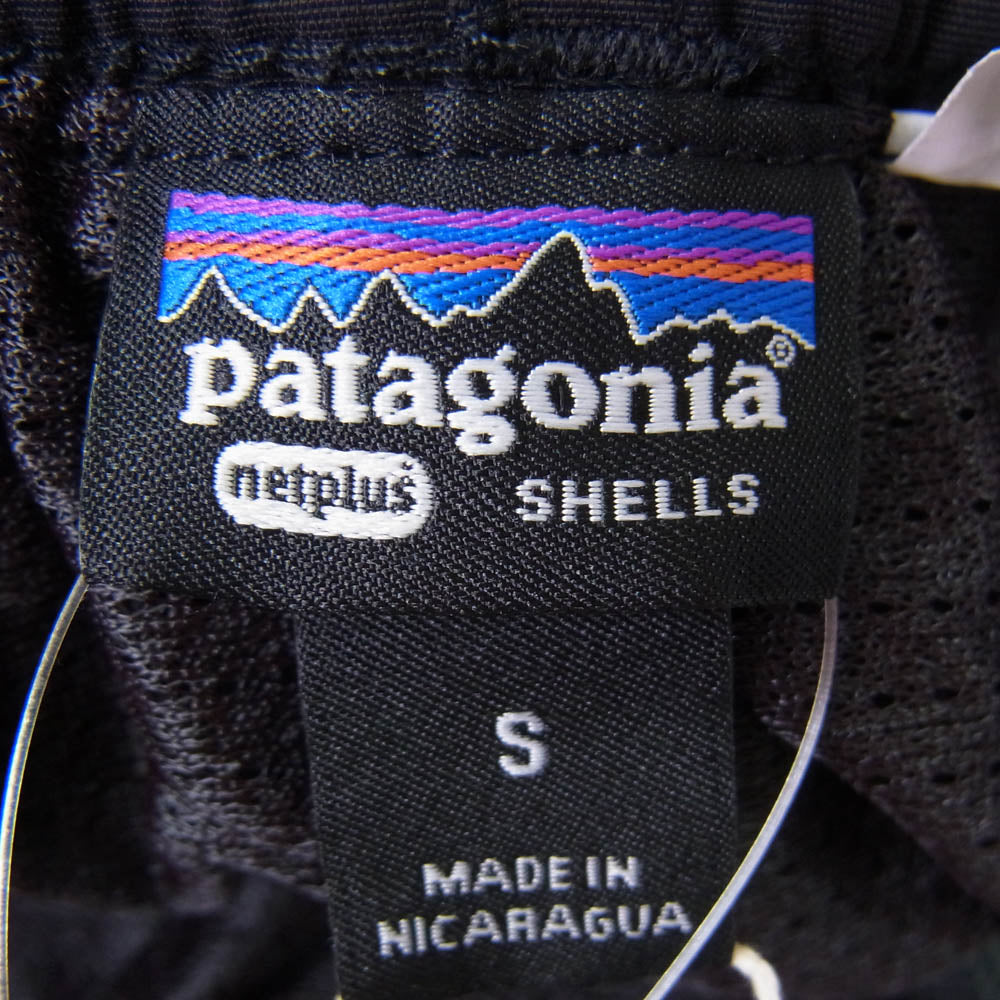 patagonia®
netplus SHELLS
S
MADE IN
NICARAGUA